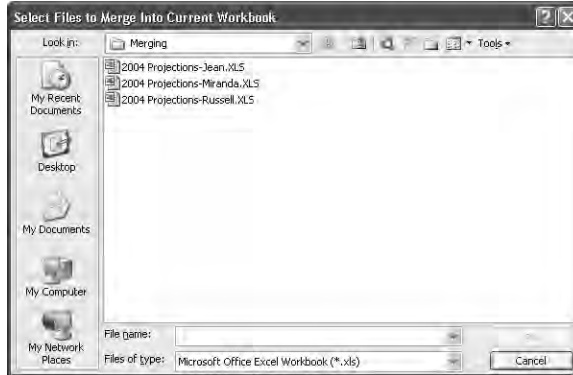 Select Files to Merge Into Current Workbook
Look in:
Merging
Tools
2004 Projections-Jean.XLS
2004 Projections-Miranda.XLS
2004 Projections-Russell.XLS
My Recent
Documents
Desktop
My Documents
My Computer
My Network
Places
File name:
Files of type:
Microsoft Office Excel Workbook (*.xls)
Cancel